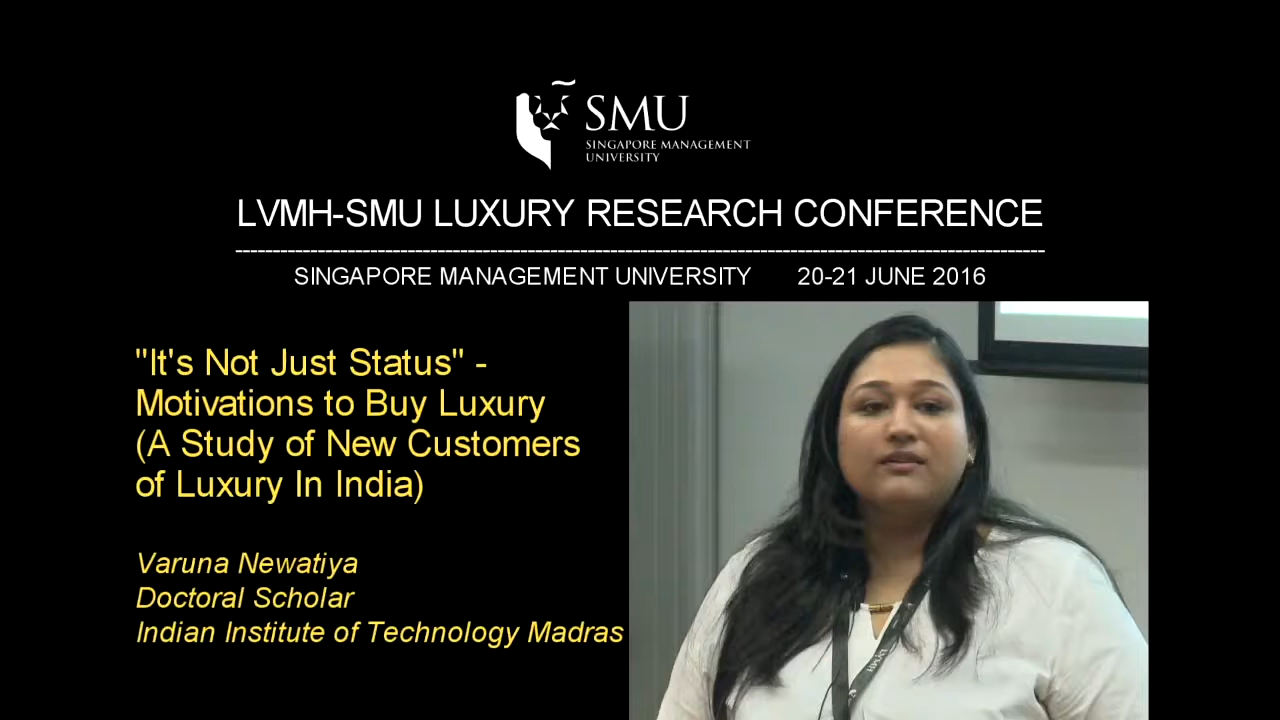 SMU
SINGAPORE MANAGEMENT
UNIVERSITY
LVMH-SMU LUXURY RESEARCH CONFERENCE
SINGAPORE MANAGEMENT UNIVERSITY 20-21 JUNE 2016
"It's Not Just Status" -
Motivations to Buy Luxury
(A Study of New Customers
of Luxury In India)
Varuna Newatiya
Doctoral Scholar
Indian Institute of Technology Madras